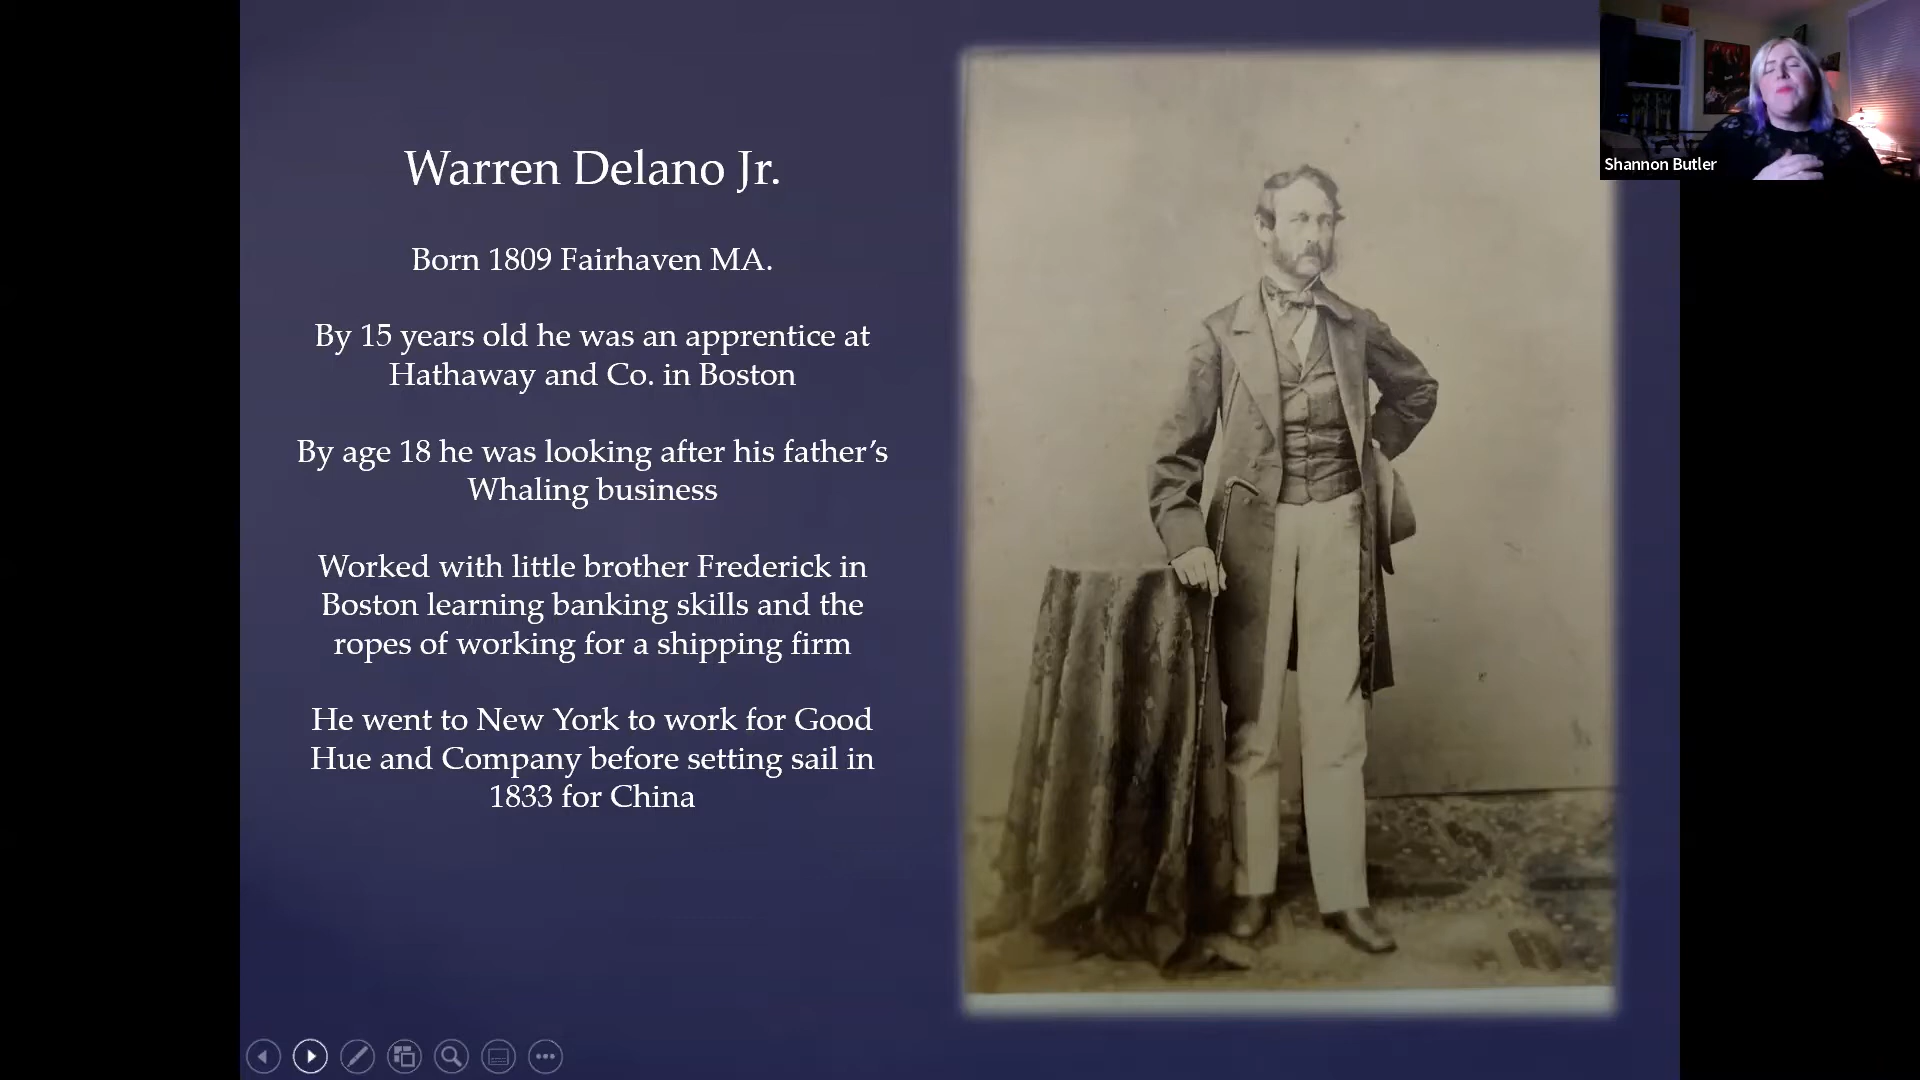 Warren Delano Jr.
Born 1809 Fairhaven MA.
By 15 years old he was an apprentice at
Hathaway and Co. in Boston
By age 18 he was looking after his father's
Whaling business
Worked with little brother Frederick in
Boston learning banking skills and the
ropes of working for a shipping firm
He went to New York to work for Good
Hue and Company before setting sail in
1833 for China
Shannon Butler